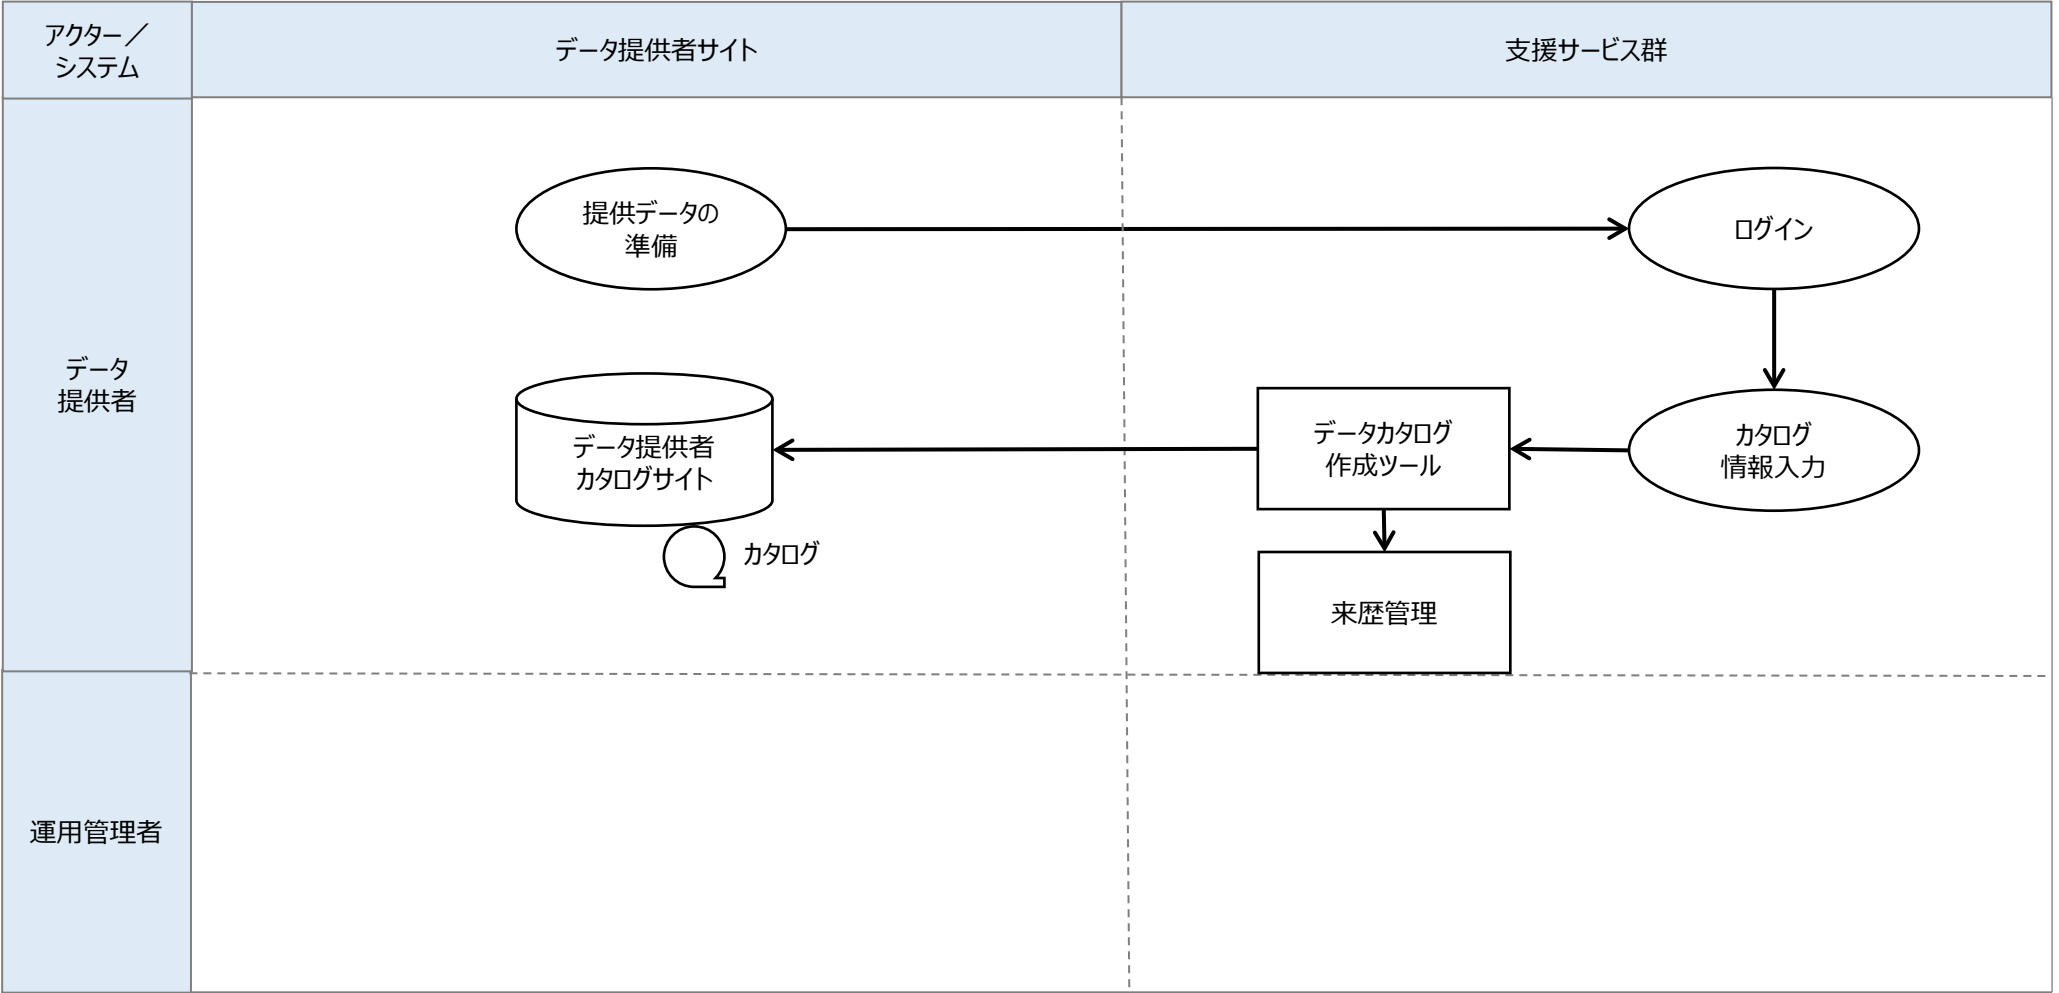 アクター／
システム
データ提供者サイト
支援サービス群
データ
提供者
提供データの
準備
ログイン
データ提供者
カタログサイト
データカタログ
作成ツール
カタログ
情報入力
カタログ
来歴管理
運用管理者